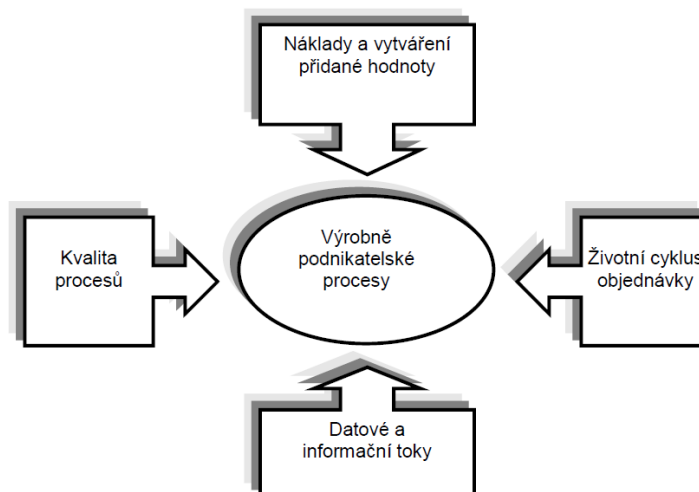 Náklady a vytváření
přidané hodnoty
Kvalita
procesů
Výrobně
podnikatelské
procesy
Životní cyklus
objednávky
Datové a
informační toky